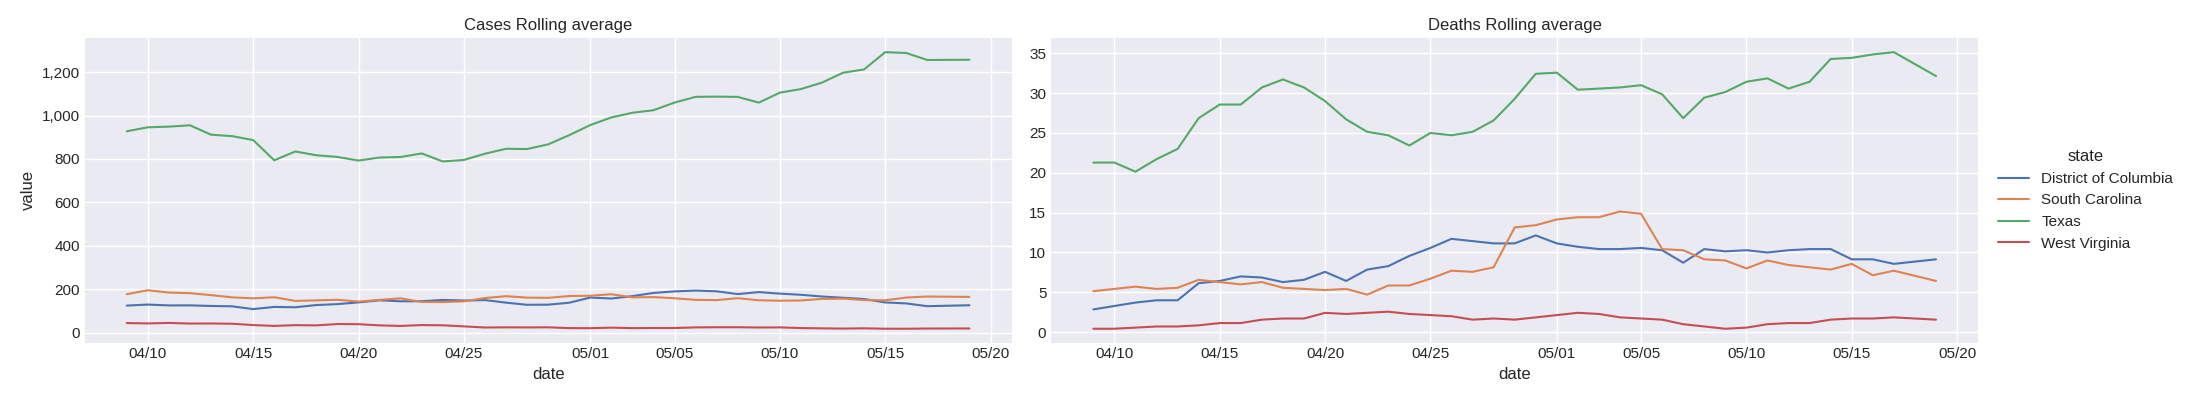 Cases Rolling average
value
1,200
1,000
800
600
400
200
0
04/10 04/15 04/20 04/25 05/01 05/05 05/10 05/15 05/20
date
Deaths Rolling average
35
30
25
20
15
10
5
0
04/10 04/15 04/20 04/25 05/01 05/05 05/10 05/15 05/20
date
state
District of Columbia
South Carolina
Texas
West Virginia